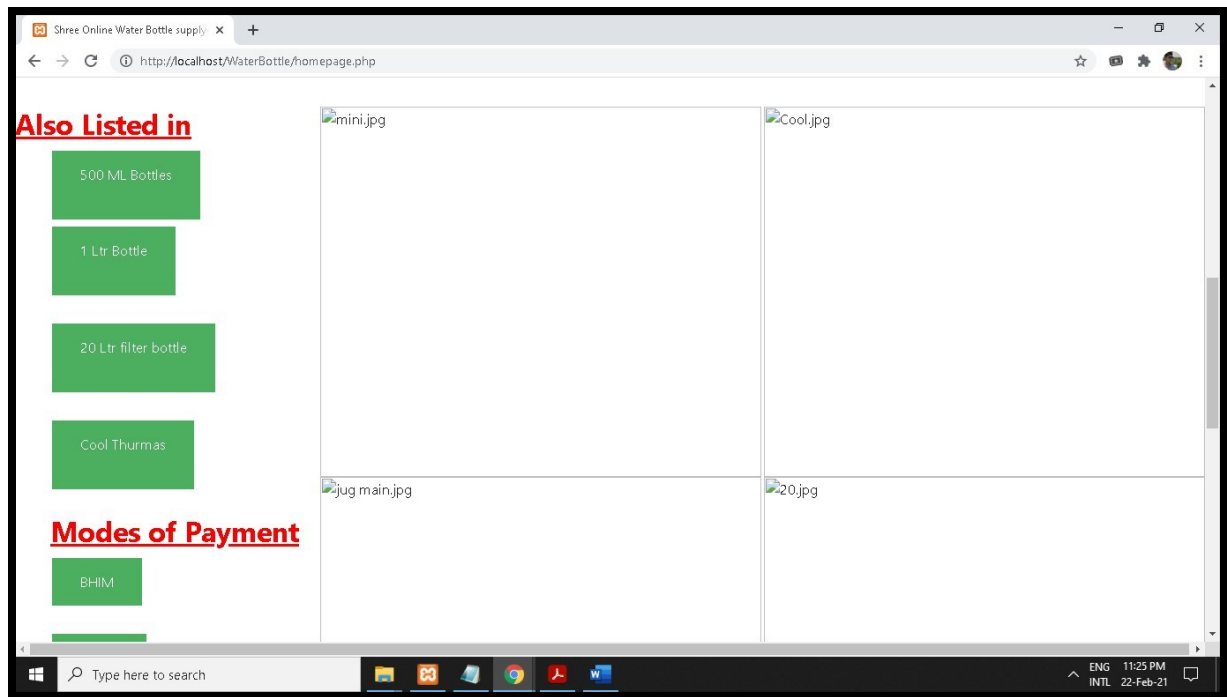 Shree Online Water Bottle supply
http://localhost/WaterBottle/homepage.php
Also Listed in
500 ML Bottles
1 Ltr Bottle
20 Ltr filter bottle
Cool Thurmas
Modes of Payment
BHIM
mini.jpg
Cool.jpg
jug main.jpg
20.jpg
Type here to search
ENG 11:25 PM
INTL 22-Feb-21